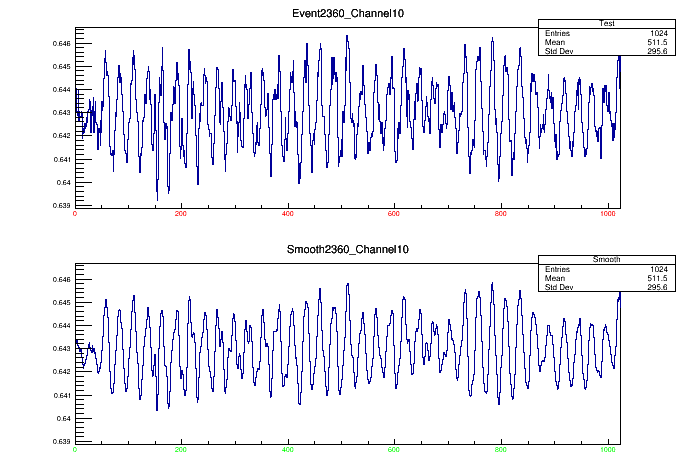 Event2360_Channel10
Test
Entries 1024
Mean 511.5
Std Dev 295.6
0.646
0.645
0.644
0.643
0.642
0.641
0.64
0.639
0 200 400 600 800 1000
Smooth2360_Channel10
Smooth
Entries 1024
Mean 511.5
Std Dev 295.6
0.646
0.645
0.644
0.643
0.642
0.641
0.64
0.639
0 200 400 600 800 1000